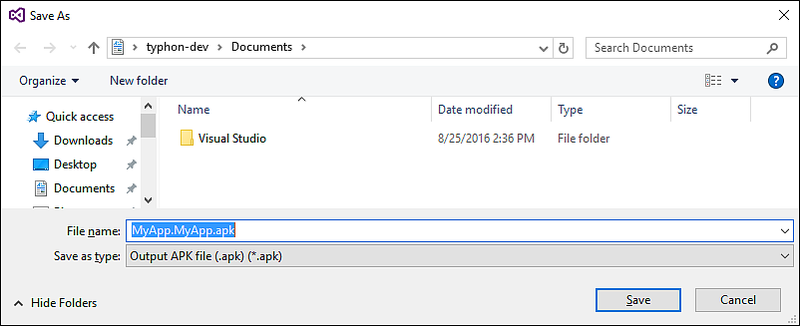 Save As
typhon-dev > Documents >
Search Documents
Organize
New folder
?
Quick access
Downloads
Desktop
Documents
Name
Date modified
Type
Size
Visual Studio
8/25/2016 2:36 PM
File folder
File name:
MyApp.MyApp.apk
Save as type:
Output APK file (.apk) (*.apk)
Hide Folders
Save
Cancel